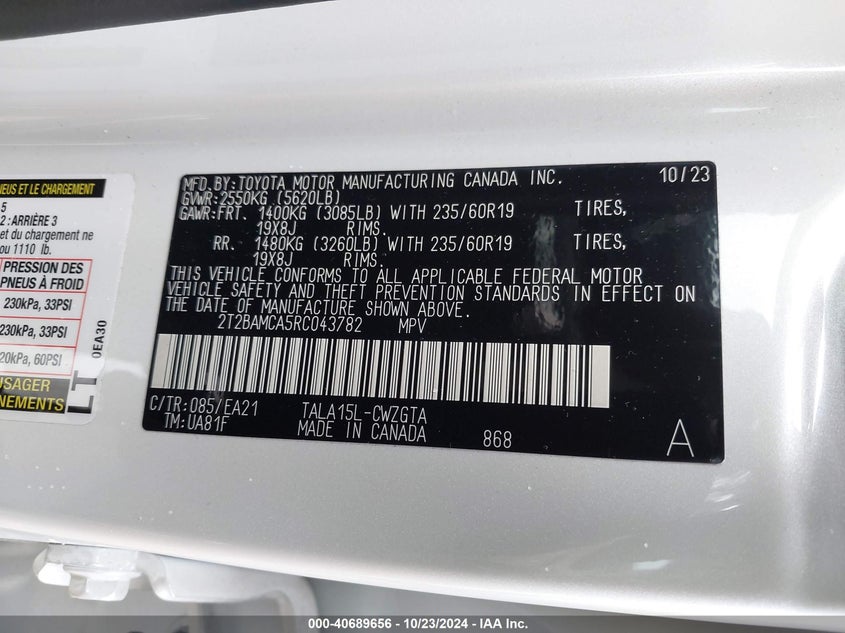 NEUS ET LE CHARGEMENT
5
2 : ARRIÈRE 3
et du chargement ne
ou 1110 lb.
PRESSION DES
PNEUS À FROID
230kPa, 33PSI
230kPa, 33PSI
20kPa, 60PSI
USAGER
NEMENTS
LT
0EA30
MFD.BY:TOYOTA MOTOR MANUFACTURING CANADA INC. 10/23
GVWR:2550KG (5620LB)
GAWR:FRT. 1400KG (3085LB) WITH 235/60R19 TIRES,
19X8J RIMS.
RR. 1480KG (3260LB) WITH 235/60R19 TIRES,
19X8J RIMS.
THIS VEHICLE CONFORMS TO ALL APPLICABLE FEDERAL MOTOR
VEHICLE SAFETY AND THEFT PREVENTION STANDARDS IN EFFECT ON
THE DATE OF MANUFACTURE SHOWN ABOVE.
2T2BAMCA5RC043782 MPV
C/TR:085/EA21 TALA15L-CWZGTA
TM:UA81F MADE IN CANADA 868 A
000-40689656 - 10/23/2024 - IAA Inc.